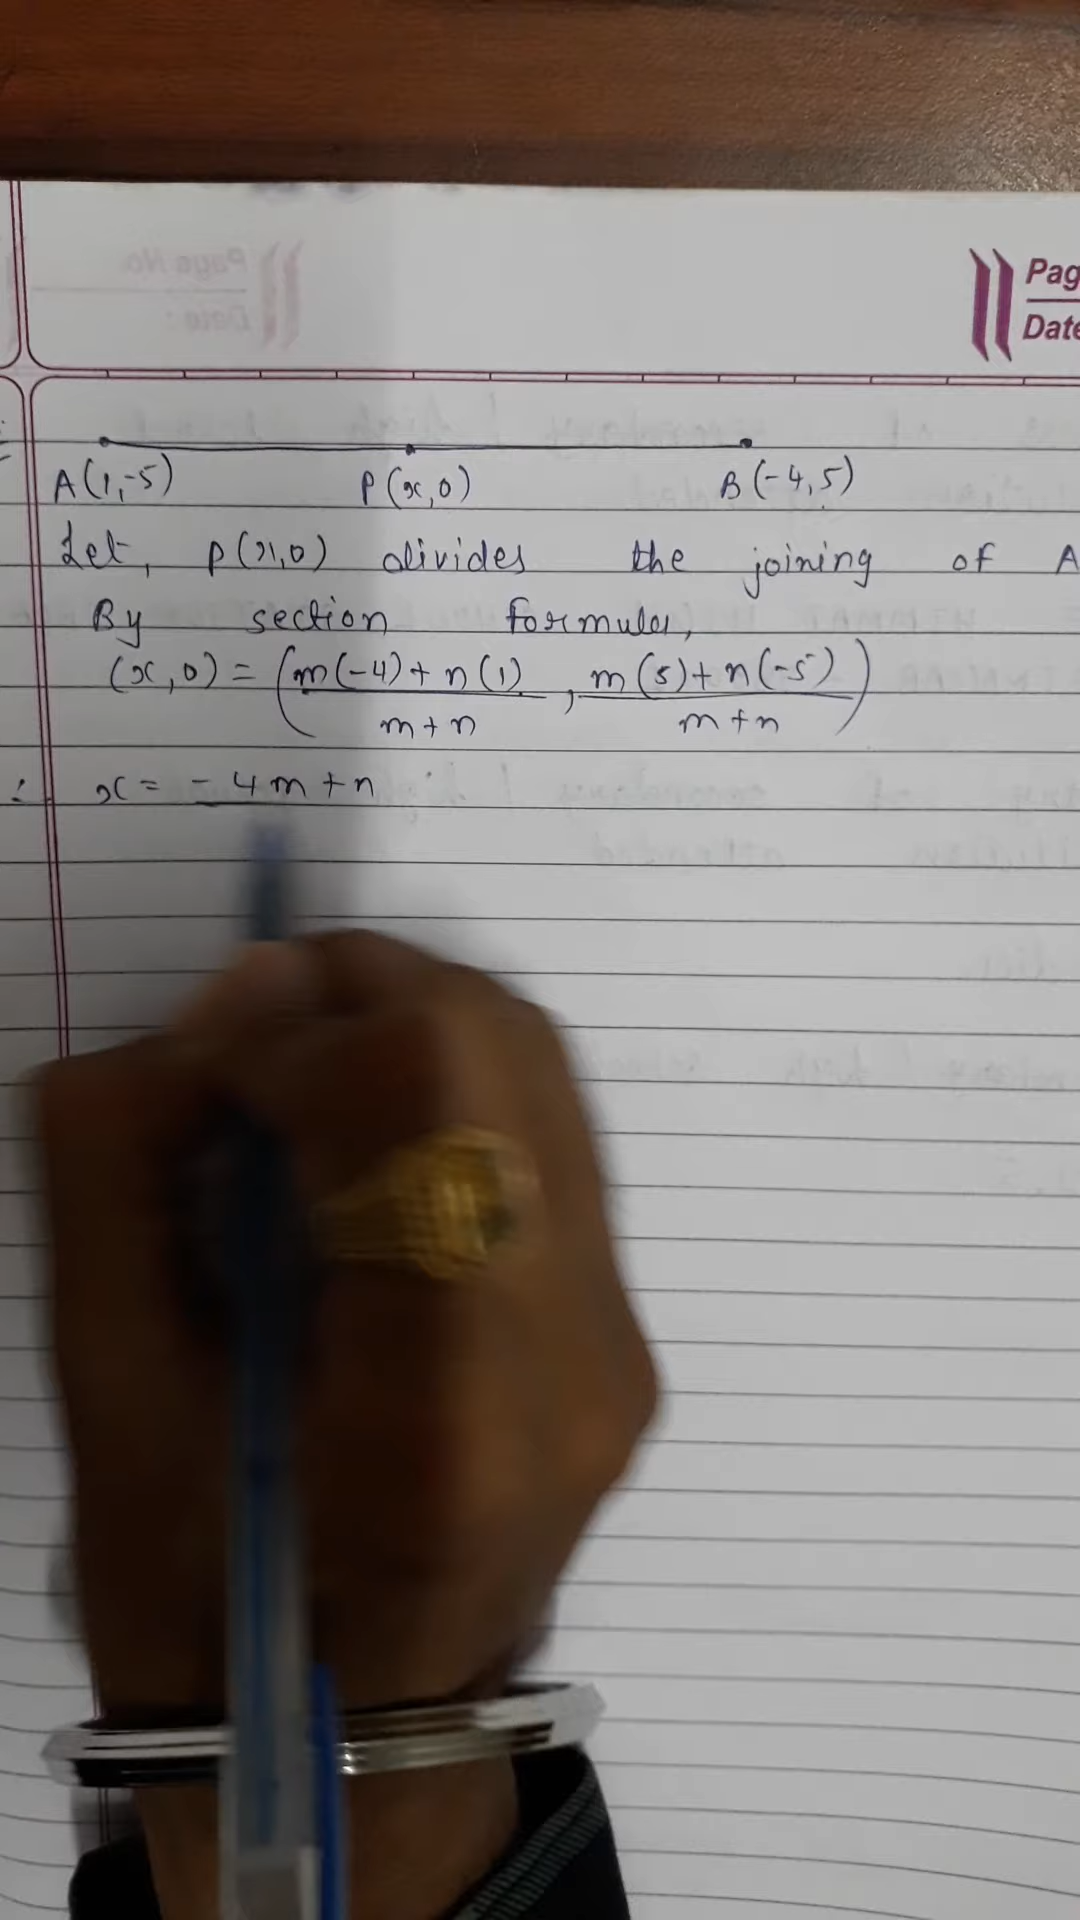 Pag
Date
A(1,-5) P(x,0) B(-4,5)
Let, P(x,0) divides the joining of A
By section formula,
(x,0) = (m(-4)+n(1)/m+n, m(5)+n(-5)/m+n)
∴ x = -4m+n